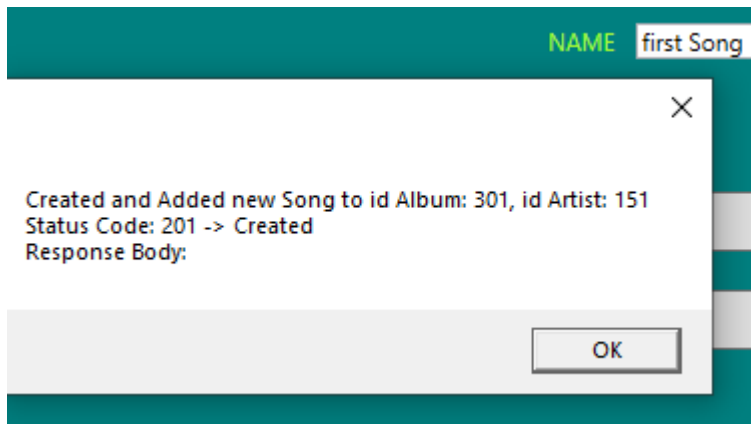 NAME first Song
Created and Added new Song to id Album: 301, id Artist: 151
Status Code: 201 -> Created
Response Body:
OK